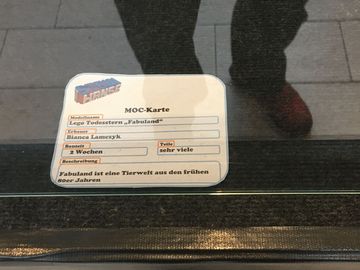 HANSE
MOC-Karte
Modellname
Lego Todesstern „Fabuland“
Erbauer
Bianca Lamczyk
Bauzeit
2 Wochen
Teile
sehr viele
Beschreibung
Fabuland ist eine Tierwelt aus den frühen
80er Jahren